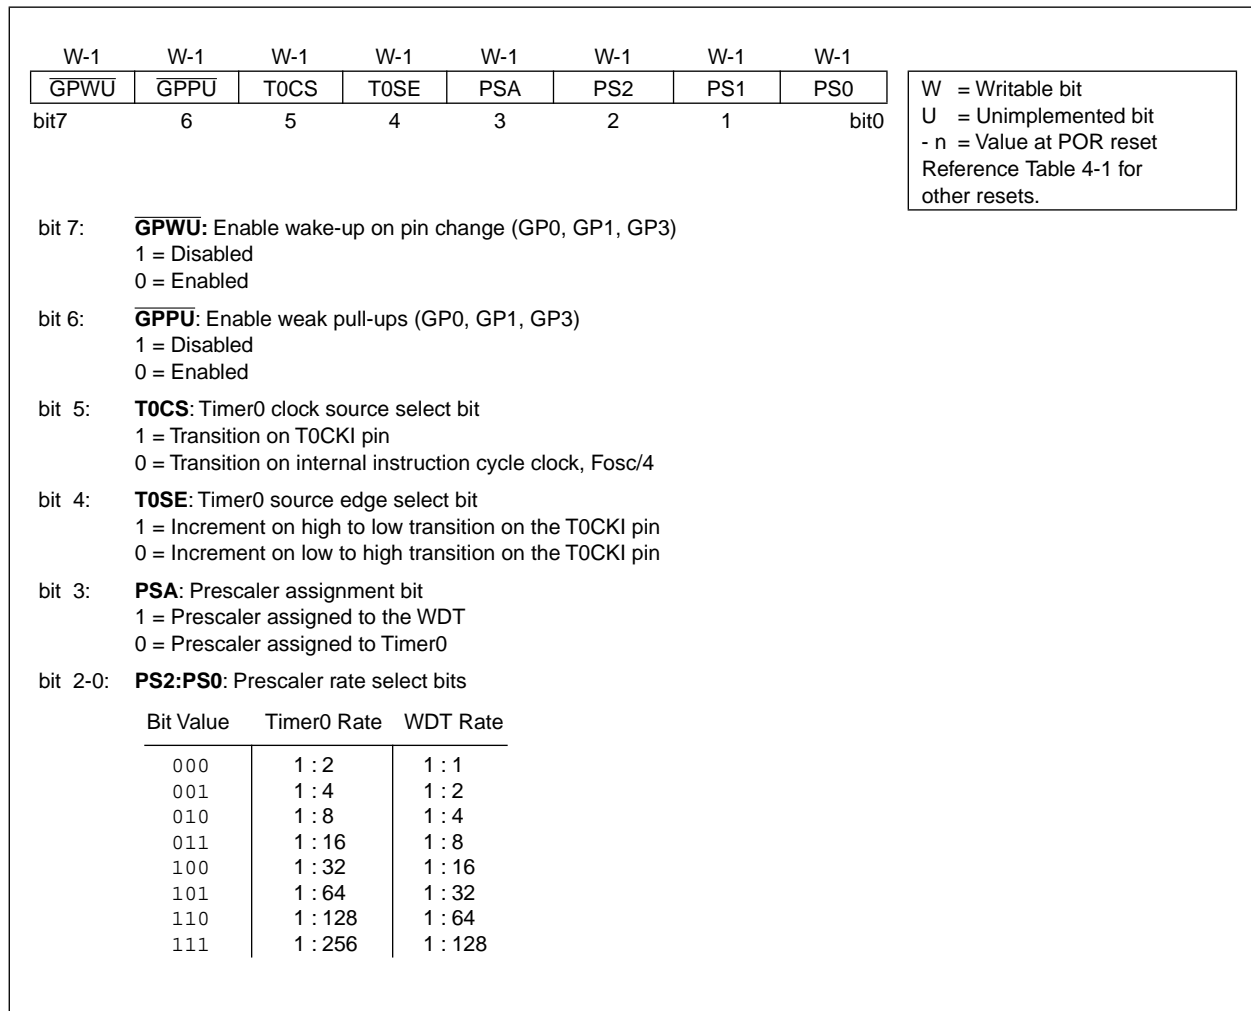 W-1 W-1 W-1 W-1 W-1 W-1 W-1 W-1
GPWU GPPU T0CS T0SE PSA PS2 PS1 PS0
bit7 6 5 4 3 2 1 bit0
W = Writable bit
U = Unimplemented bit
- n = Value at POR reset
Reference Table 4-1 for
other resets.
bit 7: GPWU: Enable wake-up on pin change (GP0, GP1, GP3)
1 = Disabled
0 = Enabled
bit 6: GPPU: Enable weak pull-ups (GP0, GP1, GP3)
1 = Disabled
0 = Enabled
bit 5: T0CS: Timer0 clock source select bit
1 = Transition on T0CKI pin
0 = Transition on internal instruction cycle clock, Fosc/4
bit 4: T0SE: Timer0 source edge select bit
1 = Increment on high to low transition on the T0CKI pin
0 = Increment on low to high transition on the T0CKI pin
bit 3: PSA: Prescaler assignment bit
1 = Prescaler assigned to the WDT
0 = Prescaler assigned to Timer0
bit 2-0: PS2:PS0: Prescaler rate select bits
Bit Value Timer0 Rate WDT Rate
000 1 : 2 1 : 1
001 1 : 4 1 : 2
010 1 : 8 1 : 4
011 1 : 16 1 : 8
100 1 : 32 1 : 16
101 1 : 64 1 : 32
110 1 : 128 1 : 64
111 1 : 256 1 : 128